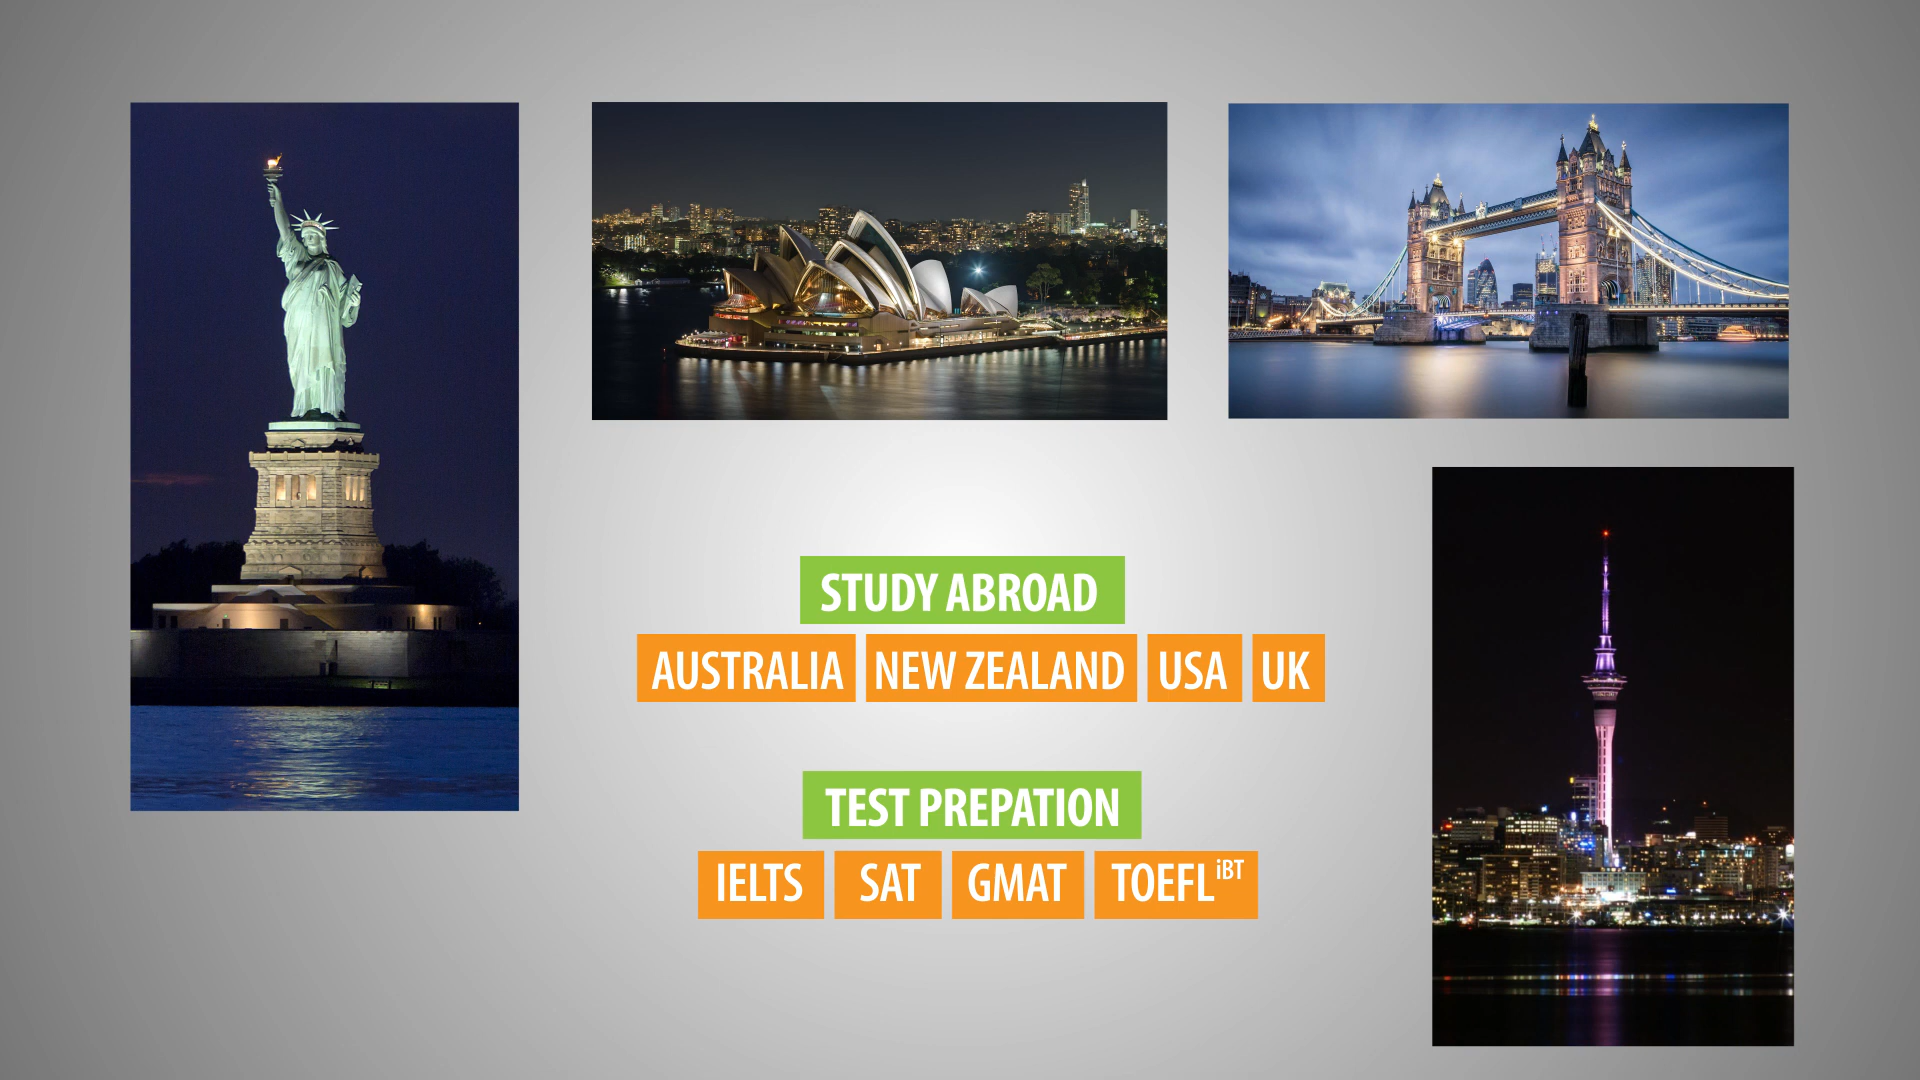 STUDY ABROAD
AUSTRALIA NEW ZEALAND USA UK
TEST PREPATION
IELTS SAT GMAT TOEFL iBT